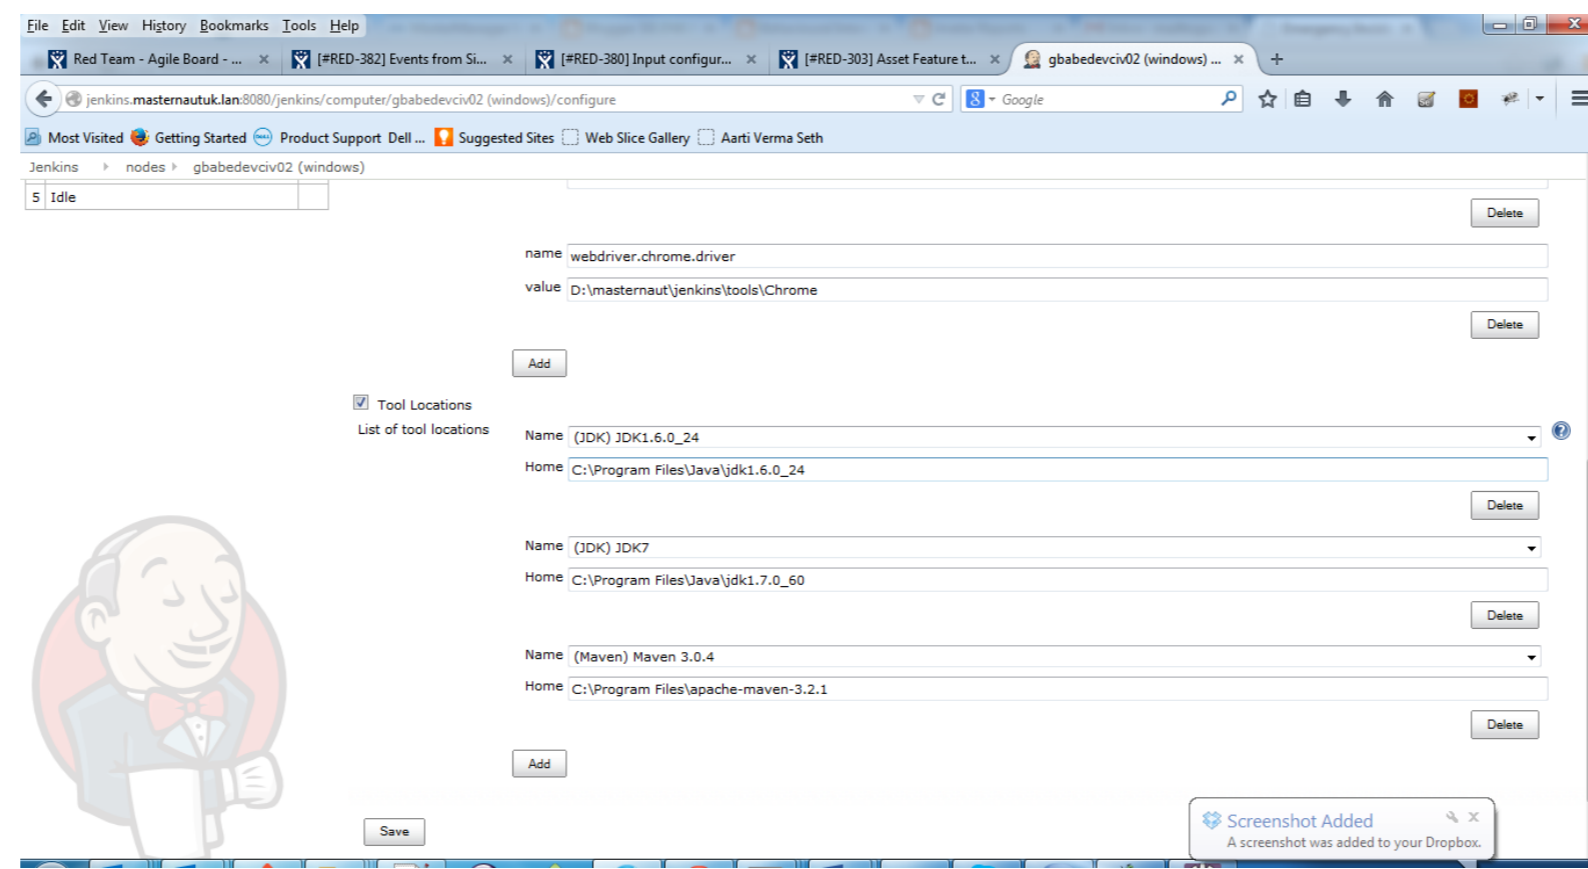 File Edit View History Bookmarks Tools Help
Red Team - Agile Board - ... × [#RED-382] Events from Si... × [#RED-380] Input configur... × [#RED-303] Asset Feature t... × gbabedevciv02 (windows) ... × +
jenkins.masternautuk.lan:8080/jenkins/computer/gbabedevciv02 (windows)/configure
8 Google
Most Visited Getting Started Product Support Dell ... Suggested Sites Web Slice Gallery Aarti Verma Seth
Jenkins nodes gbabedevciv02 (windows)
5 Idle
Delete
name webdriver.chrome.driver
value D:\masternaut\jenkins\tools\Chrome
Delete
Add
Tool Locations
List of tool locations
Name (JDK) JDK1.6.0_24
Home C:\Program Files\Java\jdk1.6.0_24
Delete
Name (JDK) JDK7
Home C:\Program Files\Java\jdk1.7.0_60
Delete
Name (Maven) Maven 3.0.4
Home C:\Program Files\apache-maven-3.2.1
Delete
Add
Save
Screenshot Added
A screenshot was added to your Dropbox.